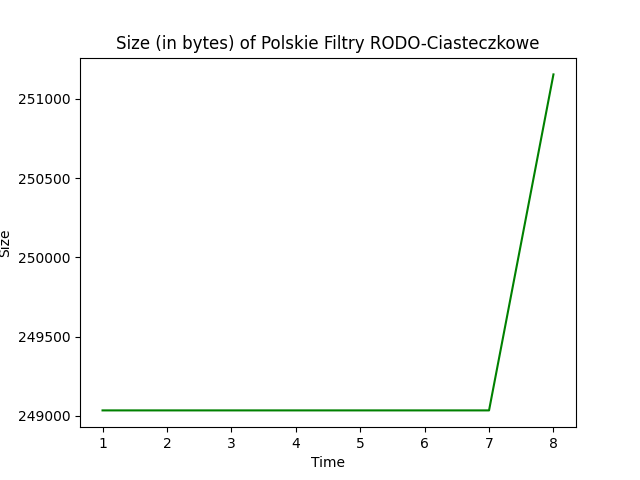 Size (in bytes) of Polskie Filtry RODO-Ciasteczkowe
251000
250500
250000
249500
249000
Size
1 2 3 4 5 6 7 8
Time